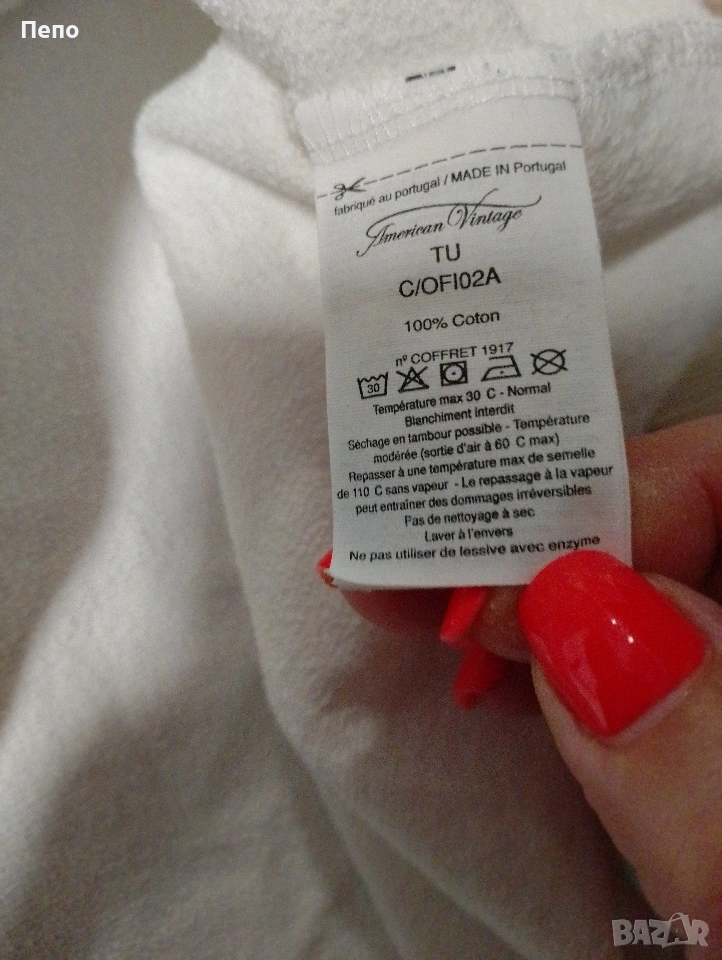 Пепо
fabriqué au portugal / MADE IN Portugal
American Vintage
TU
C/OFI02A
100% Coton
nº COFFRET 1917
30
Température max 30 C - Normal
Blanchiment interdit
Séchage en tambour possible - Température
modérée (sortie d'air à 60 C max)
Repasser à une température max de semelle
de 110 C sans vapeur - Le repassage à la vapeur
peut entraîner des dommages irréversibles
Pas de nettoyage à sec
Laver à l'envers
Ne pas utiliser de lessive avec enzyme
BAZAR